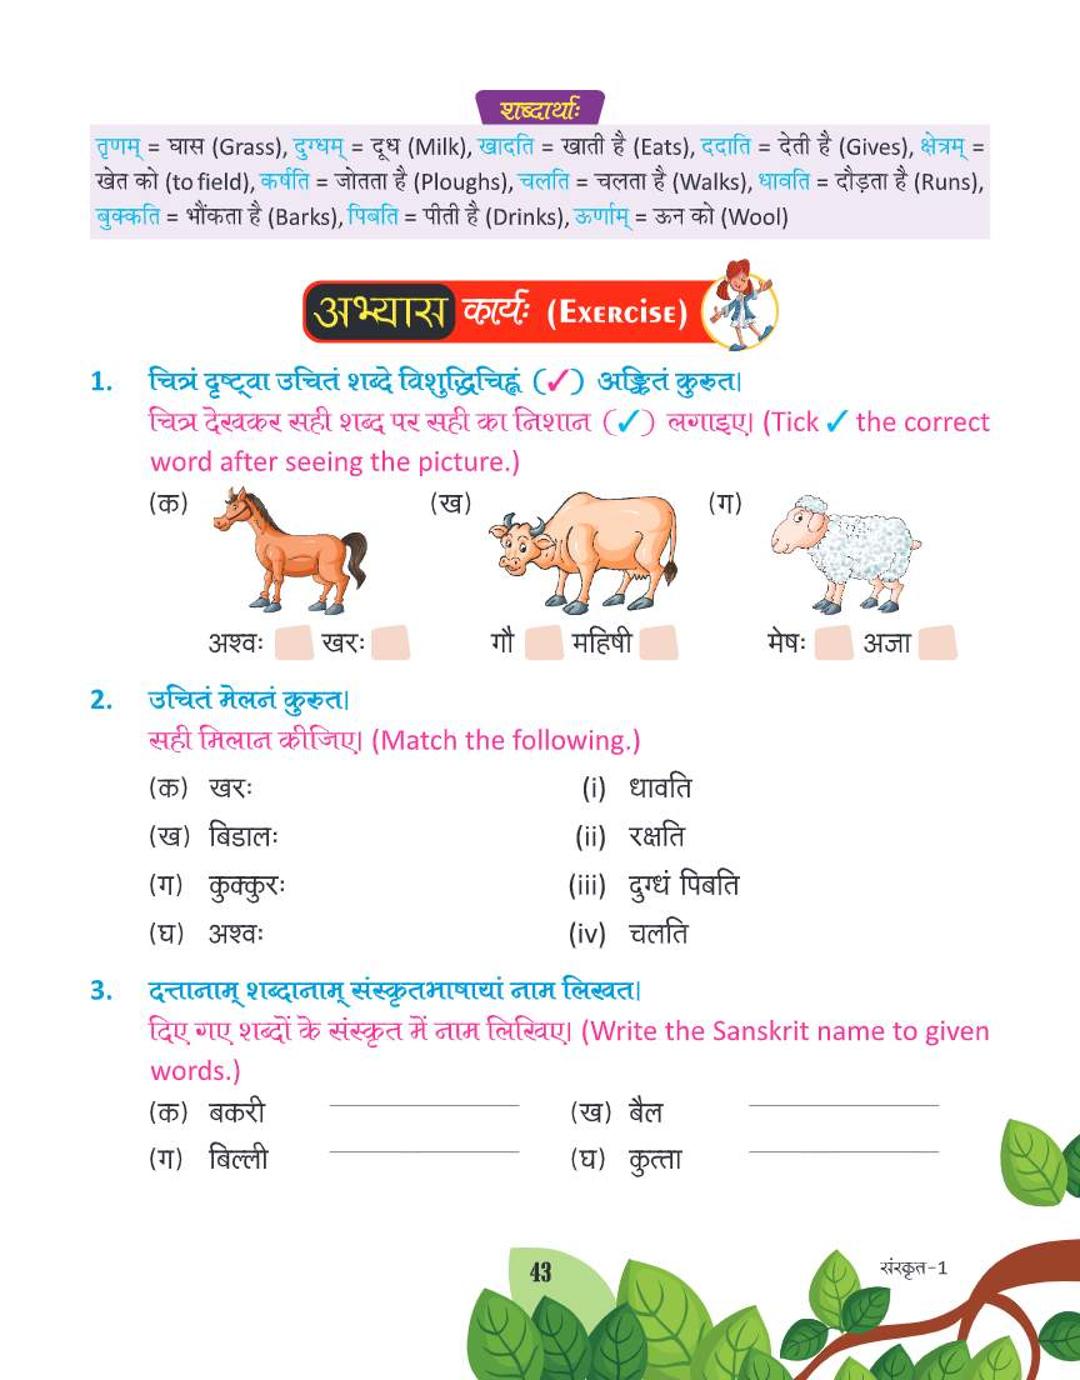 शब्दार्थाः
तृणम् = घास (Grass), दुग्धम् = दूध (Milk), खादति = खाती है (Eats), ददाति = देती है (Gives), क्षेत्रम् =
खेत को (to field), कर्षति = जोतता है (Ploughs), चलति = चलता है (Walks), धावति = दौड़ता है (Runs),
बुक्कति = भौंकता है (Barks), पिबति = पीती है (Drinks), ऊर्णाम् = ऊन को (Wool)
अभ्यास कार्यः (Exercise)
1. चित्रं दृष्ट्वा उचितं शब्दे विशुद्धिचिह्नं (✓) अङ्कितं कुरुत।
चित्र देखकर सही शब्द पर सही का निशान (✓) लगाइए। (Tick ✓ the correct
word after seeing the picture.)
(क) (ख) (ग)
अश्वः खरः गौ महिषी मेषः अजा
2. उचितं मेलनं कुरुत।
सही मिलान कीजिए। (Match the following.)
(क) खरः (i) धावति
(ख) बिडालः (ii) रक्षति
(ग) कुक्कुरः (iii) दुग्धं पिबति
(घ) अश्वः (iv) चलति
3. दत्तानाम् शब्दानाम् संस्कृतभाषायां नाम लिखत।
दिए गए शब्दों के संस्कृत में नाम लिखिए। (Write the Sanskrit name to given
words.)
(क) बकरी (ख) बैल
(ग) बिल्ली (घ) कुत्ता
43 संस्कृत-1